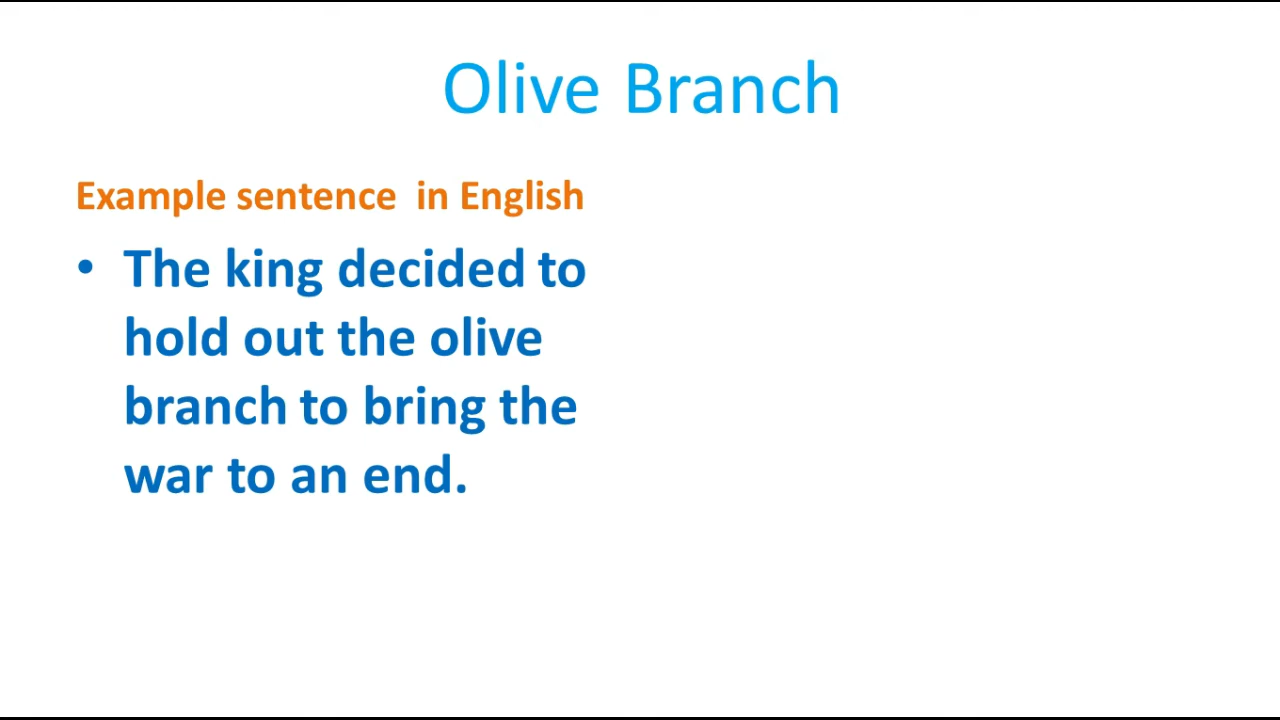 Olive Branch
Example sentence  in English
• The king decided to
hold out the olive
branch to bring the
war to an end.